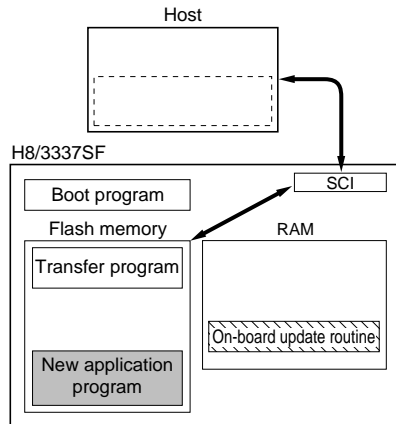 Host
H8/3337SF
SCI
Boot program
Flash memory
RAM
Transfer program
On-board update routine
New application
program